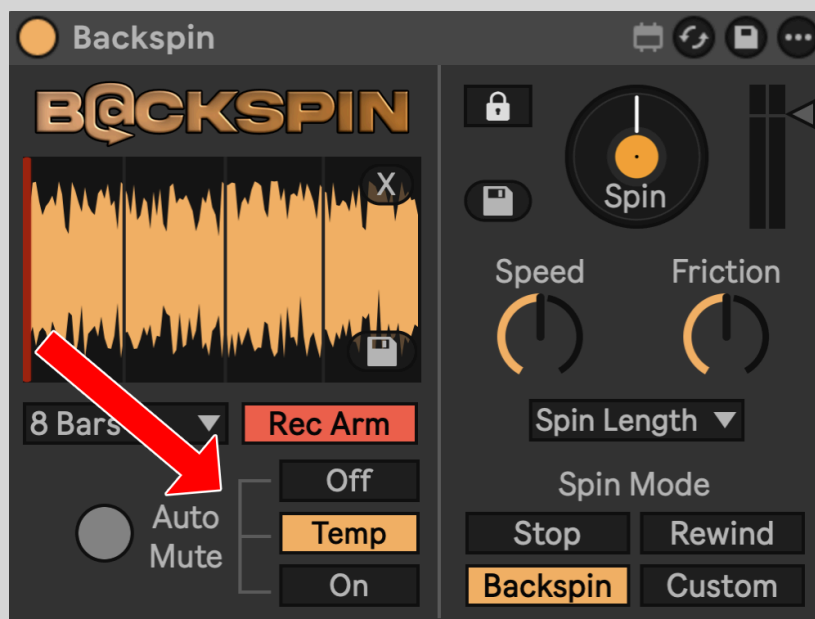 Backspin
B@CKSPIN
X
8 Bars
Rec Arm
Auto
Mute
Off
Temp
On
Spin
Speed
Friction
Spin Length
Spin Mode
Stop
Rewind
Backspin
Custom